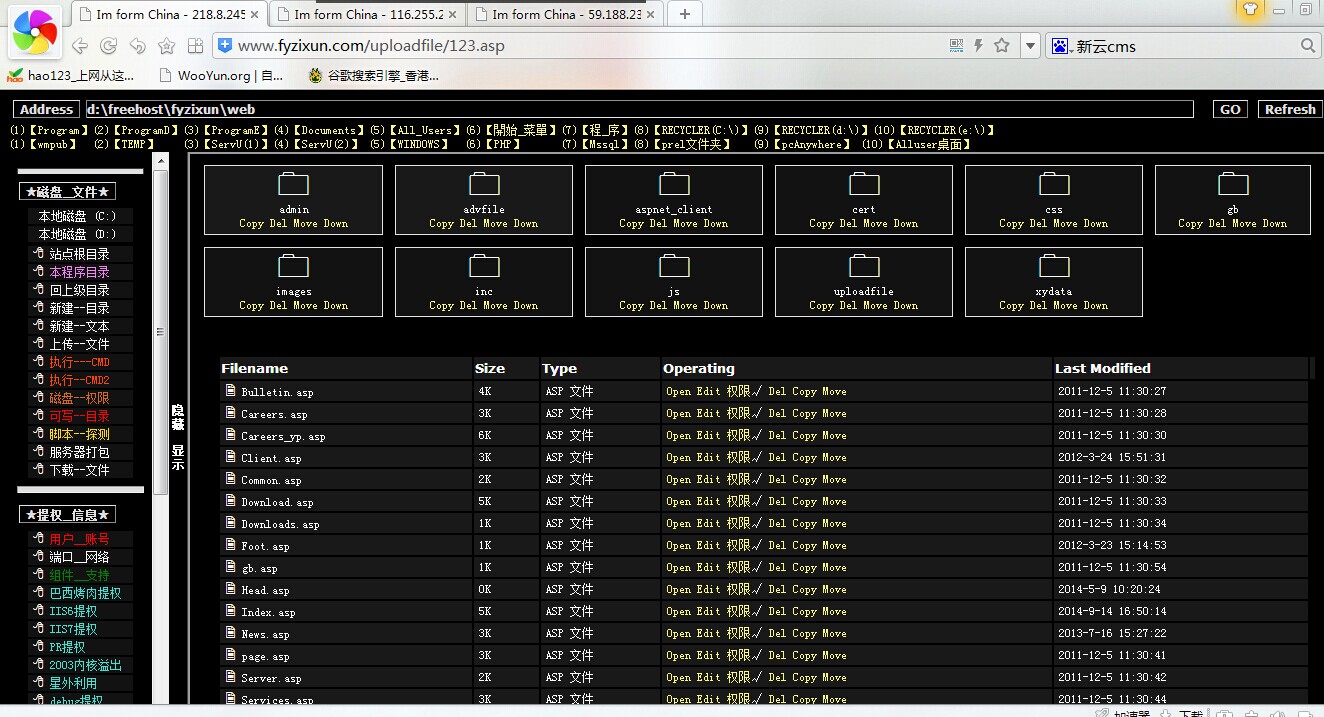 Im form China - 218.8.245 × Im form China - 116.255.2 × Im form China - 59.188.23 × +
www.fyzixun.com/uploadfile/123.asp 新云cms
hao123_上网从这... WooYun.org | 自... 谷歌搜索引擎_香港...
Address d:\freehost\fyzixun\web GO Refresh
(1)【Program】(2)【ProgramD】(3)【ProgramE】(4)【Documents】(5)【All_Users】(6)【開始_菜單】(7)【程_序】(8)【RECYCLER(C:\)】(9)【RECYCLER(d:\)】(10)【RECYCLER(e:\)】
(1)【wmpub】 (2)【TEMP】 (3)【ServU(1)】(4)【ServU(2)】 (5)【WINDOWS】 (6)【PHP】 (7)【Mssql】(8)【prel文件夹】 (9)【pcAnywhere】 (10)【Alluser桌面】
★磁盘__文件★
本地磁盘 (C:)
本地磁盘 (D:)
站点根目录
本程序目录
回上级目录
新建--目录
新建--文本
上传--文件
执行---CMD
执行---CMD2
磁盘--权限
可写--目录
脚本--探测
服务器打包
下载--文件
★提权__信息★
用户__账号
端口__网络
组件__支持
巴西烤肉提权
IIS6提权
IIS7提权
PR提权
2003内核溢出
星外利用
debug提权
隐藏 显示
admin
Copy Del Move Down
advfile
Copy Del Move Down
aspnet_client
Copy Del Move Down
cert
Copy Del Move Down
css
Copy Del Move Down
gb
Copy Del Move Down
images
Copy Del Move Down
inc
Copy Del Move Down
js
Copy Del Move Down
uploadfile
Copy Del Move Down
xydata
Copy Del Move Down
Filename Size Type Operating Last Modified
Bulletin.asp 4K ASP 文件 Open Edit 权限√ Del Copy Move 2011-12-5 11:30:27
Careers.asp 3K ASP 文件 Open Edit 权限√ Del Copy Move 2011-12-5 11:30:28
Careers_yp.asp 6K ASP 文件 Open Edit 权限√ Del Copy Move 2011-12-5 11:30:30
Client.asp 3K ASP 文件 Open Edit 权限√ Del Copy Move 2012-3-24 15:51:31
Common.asp 2K ASP 文件 Open Edit 权限√ Del Copy Move 2011-12-5 11:30:32
Download.asp 5K ASP 文件 Open Edit 权限√ Del Copy Move 2011-12-5 11:30:33
Downloads.asp 1K ASP 文件 Open Edit 权限√ Del Copy Move 2011-12-5 11:30:34
Foot.asp 1K ASP 文件 Open Edit 权限√ Del Copy Move 2012-3-23 15:14:53
gb.asp 1K ASP 文件 Open Edit 权限√ Del Copy Move 2011-12-5 11:30:54
Head.asp 0K ASP 文件 Open Edit 权限√ Del Copy Move 2014-5-9 10:20:24
Index.asp 5K ASP 文件 Open Edit 权限√ Del Copy Move 2014-9-14 16:50:14
News.asp 3K ASP 文件 Open Edit 权限√ Del Copy Move 2013-7-16 15:27:22
page.asp 3K ASP 文件 Open Edit 权限√ Del Copy Move 2011-12-5 11:30:41
Server.asp 2K ASP 文件 Open Edit 权限√ Del Copy Move 2011-12-5 11:30:42
Services.asp 3K ASP 文件 Open Edit 权限√ Del Copy Move 2011-12-5 11:30:44
加速器 下载